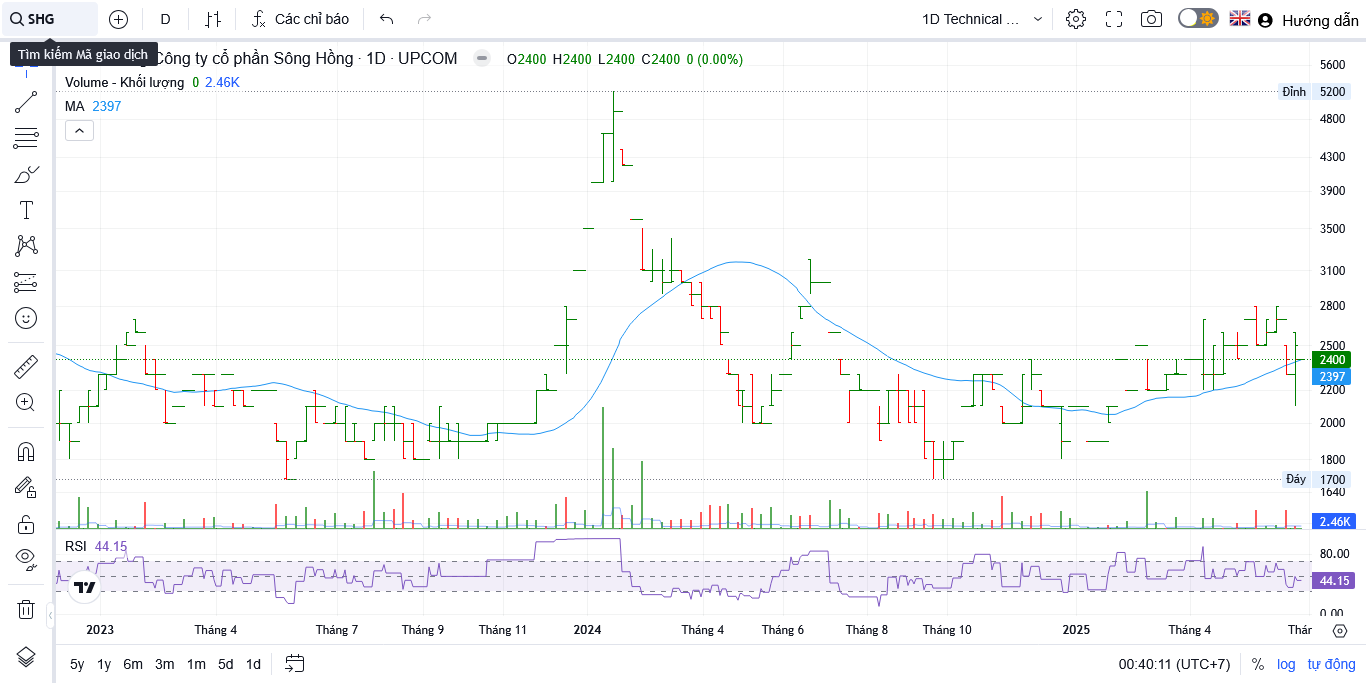 SHG
D
Các chỉ báo
1D Technical ...
Hướng dẫn
Tìm kiếm Mã giao dịch
Công ty cổ phần Sông Hồng · 1D · UPCOM
O2400 H2400 L2400 C2400 0 (0.00%)
Volume - Khối lượng 0 2.46K
MA 2397
5600
Đỉnh 5200
4800
4300
3900
3500
3100
2800
2500
2400
2397
2200
2000
1800
Đáy 1700
1640
2.46K
RSI 44.15
80.00
44.15
0.00
2023 Tháng 4 Tháng 7 Tháng 9 Tháng 11 2024 Tháng 4 Tháng 6 Tháng 8 Tháng 10 2025 Tháng 4 Thár
5y 1y 6m 3m 1m 5d 1d
00:40:11 (UTC+7) % log tự động